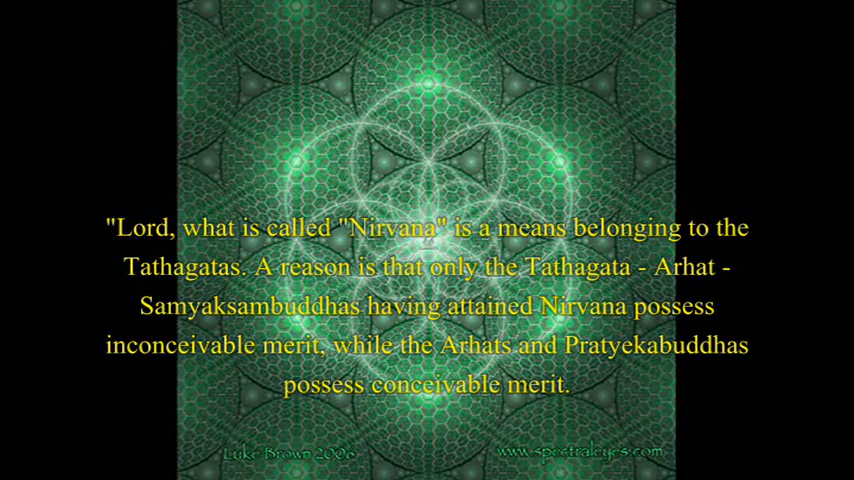 "Lord, what is called "Nirvana" is a means belonging to the
Tathagatas. A reason is that only the Tathagata - Arhat -
Samyaksambuddhas having attained Nirvana possess
inconceivable merit, while the Arhats and Pratyekabuddhas
possess conceivable merit.
Luke Brown 2006 www.spectraleyes.com